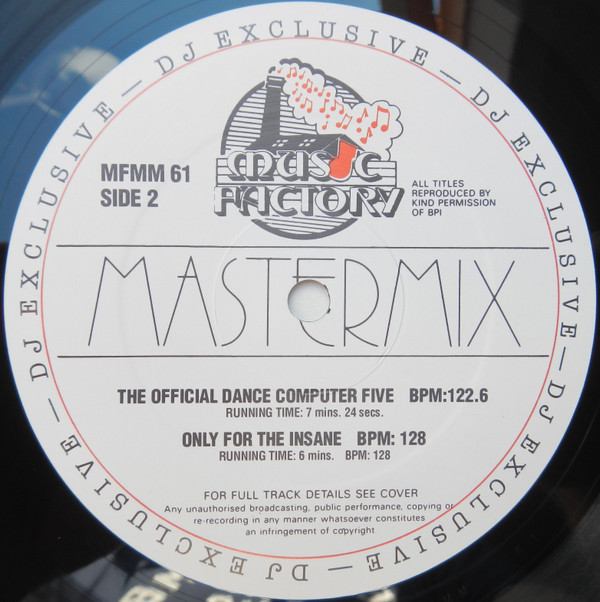 DJ EXCLUSIVE — DJ EXCLUSIVE — DJ EXCLUSIVE — DJ EXCLUSIVE — DJ EXCLUSIVE — DJ EXCLUSIVE —
MUSIC
FACTORY
MFMM 61
SIDE 2
ALL TITLES
REPRODUCED BY
KIND PERMISSION
OF BPI
MASTERMIX
THE OFFICIAL DANCE COMPUTER FIVE BPM:122.6
RUNNING TIME: 7 mins. 24 secs.
ONLY FOR THE INSANE BPM: 128
RUNNING TIME: 6 mins. BPM: 128
FOR FULL TRACK DETAILS SEE COVER
Any unauthorised broadcasting, public performance, copying or
re-recording in any manner whatsoever constitutes
an infringement of copyright